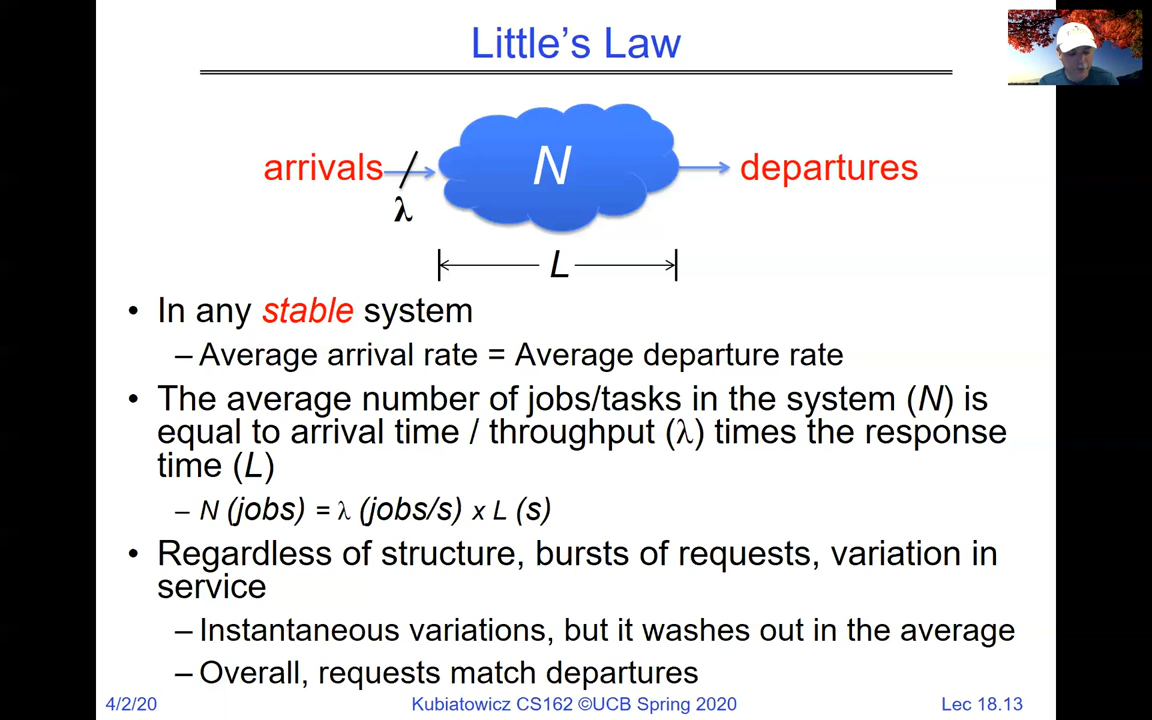 Little's Law
arrivals
N
departures
λ
L
• In any stable system
– Average arrival rate = Average departure rate
• The average number of jobs/tasks in the system (N) is
equal to arrival time / throughput (λ) times the response
time (L)
– N (jobs) = λ (jobs/s) x L (s)
• Regardless of structure, bursts of requests, variation in
service
– Instantaneous variations, but it washes out in the average
– Overall, requests match departures
4/2/20
Kubiatowicz CS162 ©UCB Spring 2020
Lec 18.13